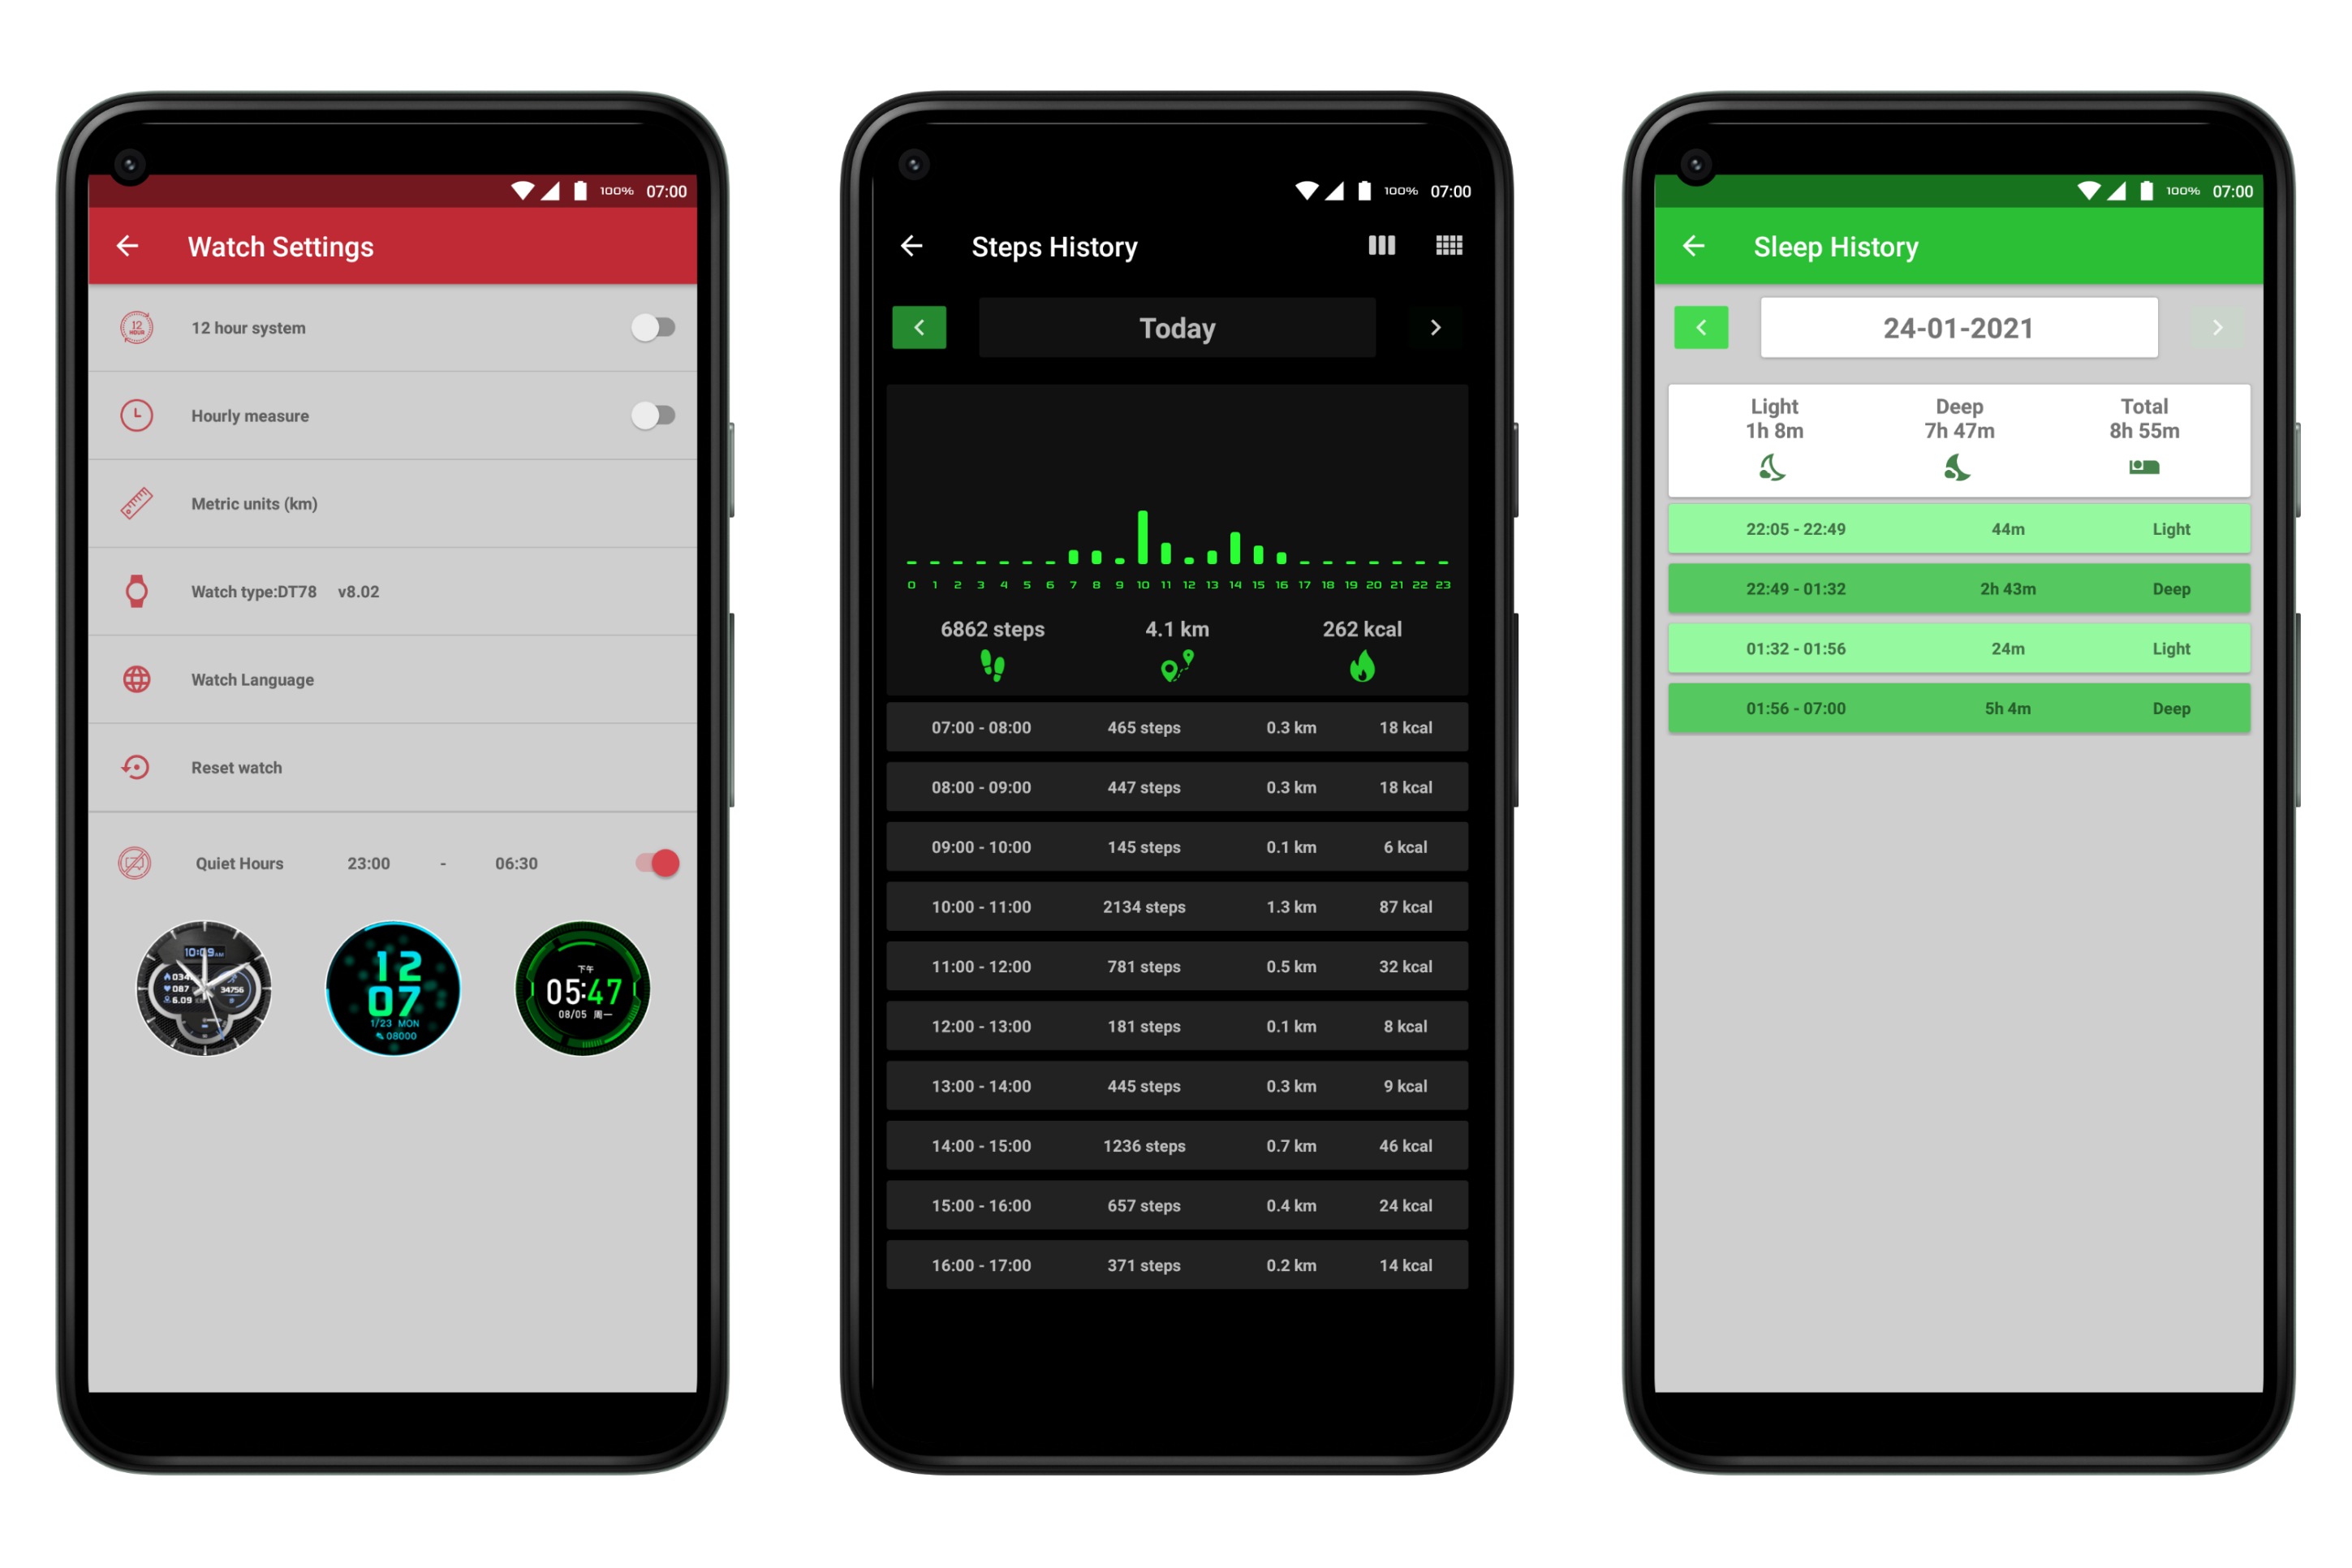 100% 07:00
Watch Settings
12 HOUR
12 hour system
Hourly measure
Metric units (km)
Watch type:DT78 v8.02
Watch Language
Reset watch
Quiet Hours 23:00 - 06:30
10:09 AM
087
6.09
34756
12
07
1/23 MON
08000
下午
05:47
08/05 周一
100% 07:00
Steps History
Today
0 1 2 3 4 5 6 7 8 9 10 11 12 13 14 15 16 17 18 19 20 21 22 23
6862 steps 4.1 km 262 kcal
07:00 - 08:00 465 steps 0.3 km 18 kcal
08:00 - 09:00 447 steps 0.3 km 18 kcal
09:00 - 10:00 145 steps 0.1 km 6 kcal
10:00 - 11:00 2134 steps 1.3 km 87 kcal
11:00 - 12:00 781 steps 0.5 km 32 kcal
12:00 - 13:00 181 steps 0.1 km 8 kcal
13:00 - 14:00 445 steps 0.3 km 9 kcal
14:00 - 15:00 1236 steps 0.7 km 46 kcal
15:00 - 16:00 657 steps 0.4 km 24 kcal
16:00 - 17:00 371 steps 0.2 km 14 kcal
100% 07:00
Sleep History
24-01-2021
Light Deep Total
1h 8m 7h 47m 8h 55m
22:05 - 22:49 44m Light
22:49 - 01:32 2h 43m Deep
01:32 - 01:56 24m Light
01:56 - 07:00 5h 4m Deep